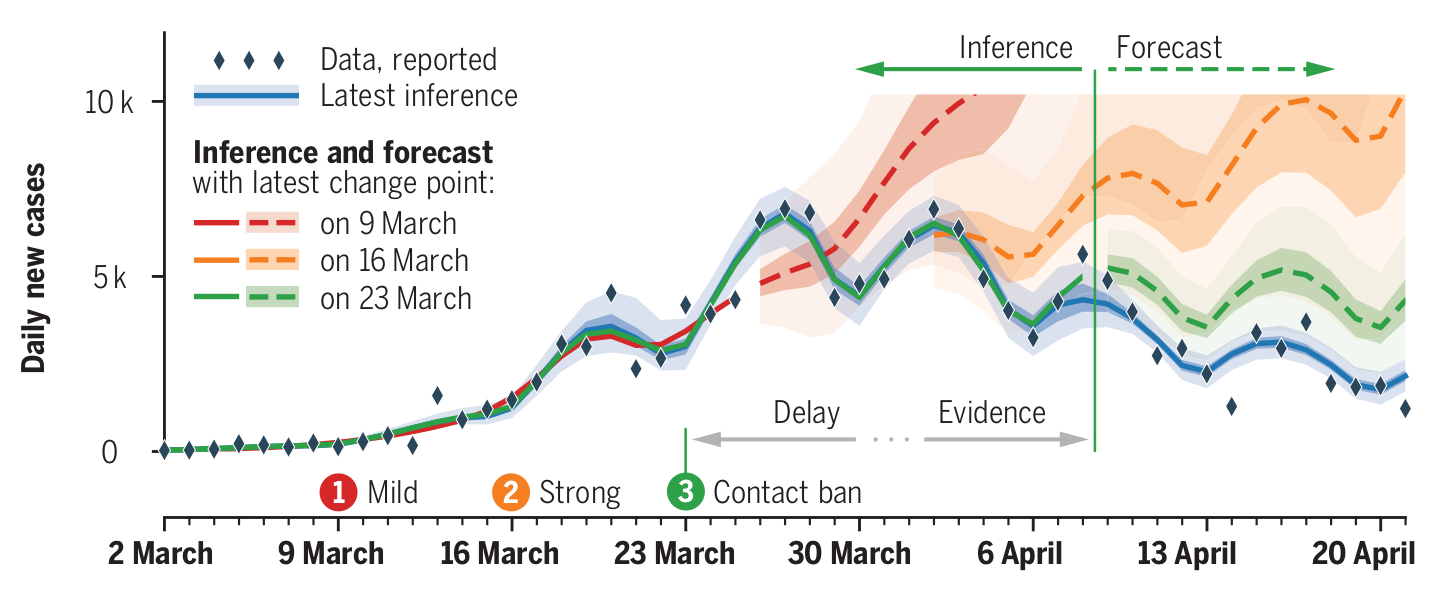 Daily new cases
10 k
5 k
0
Data, reported
Latest inference
Inference and forecast
with latest change point:
on 9 March
on 16 March
on 23 March
Inference
Forecast
Delay
Evidence
1 Mild
2 Strong
3 Contact ban
2 March
9 March
16 March
23 March
30 March
6 April
13 April
20 April